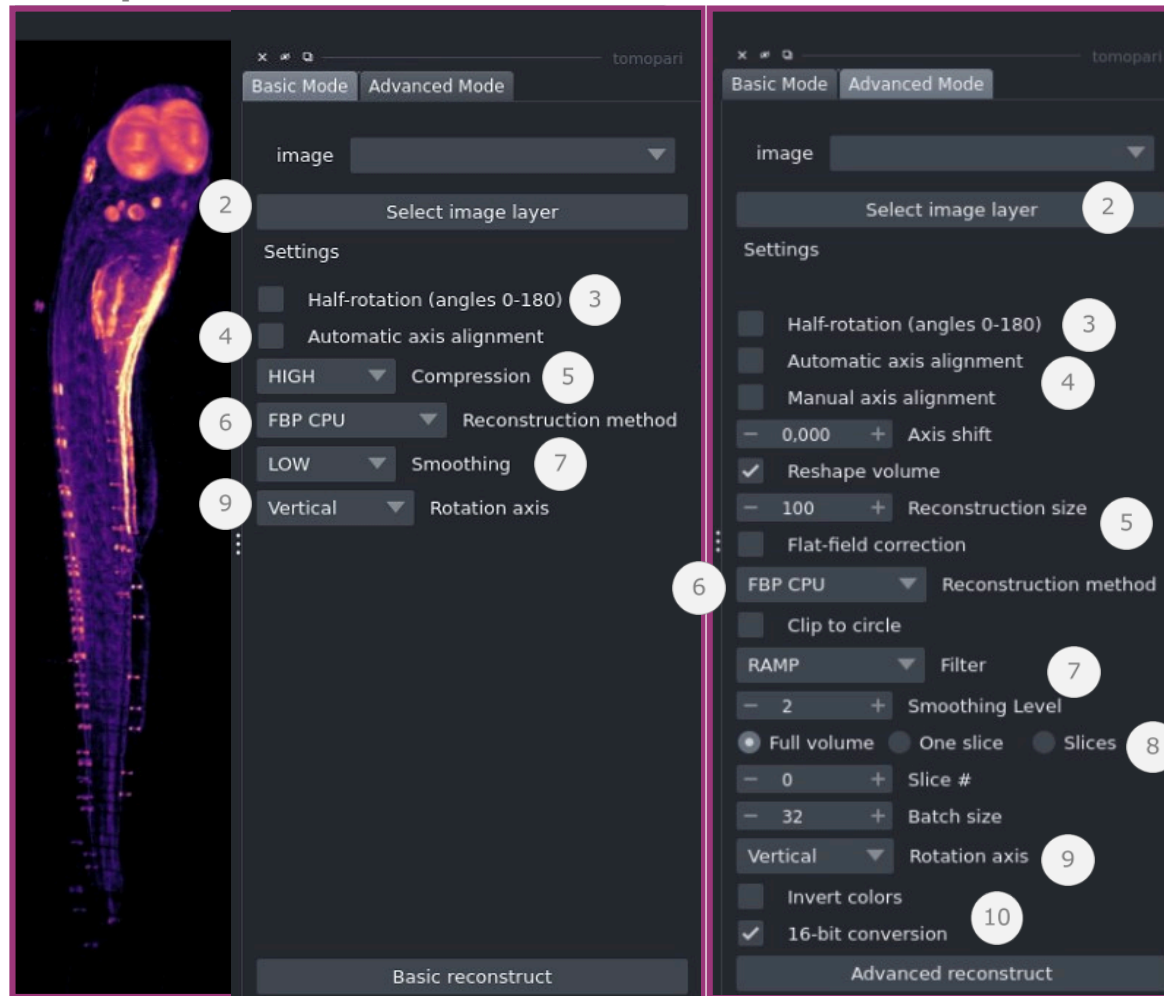 tomopari
Basic Mode Advanced Mode
image
2 Select image layer
Settings
Half-rotation (angles 0-180) 3
4 Automatic axis alignment
HIGH Compression 5
6 FBP CPU Reconstruction method
LOW Smoothing 7
9 Vertical Rotation axis
Basic reconstruct
tomopari
Basic Mode Advanced Mode
image
Select image layer 2
Settings
Half-rotation (angles 0-180) 3
Automatic axis alignment
4
Manual axis alignment
0,000 Axis shift
Reshape volume
100 Reconstruction size
5
Flat-field correction
6 FBP CPU Reconstruction method
Clip to circle
RAMP Filter 7
2 Smoothing Level
Full volume One slice Slices 8
0 Slice #
32 Batch size
Vertical Rotation axis 9
Invert colors
10
16-bit conversion
Advanced reconstruct